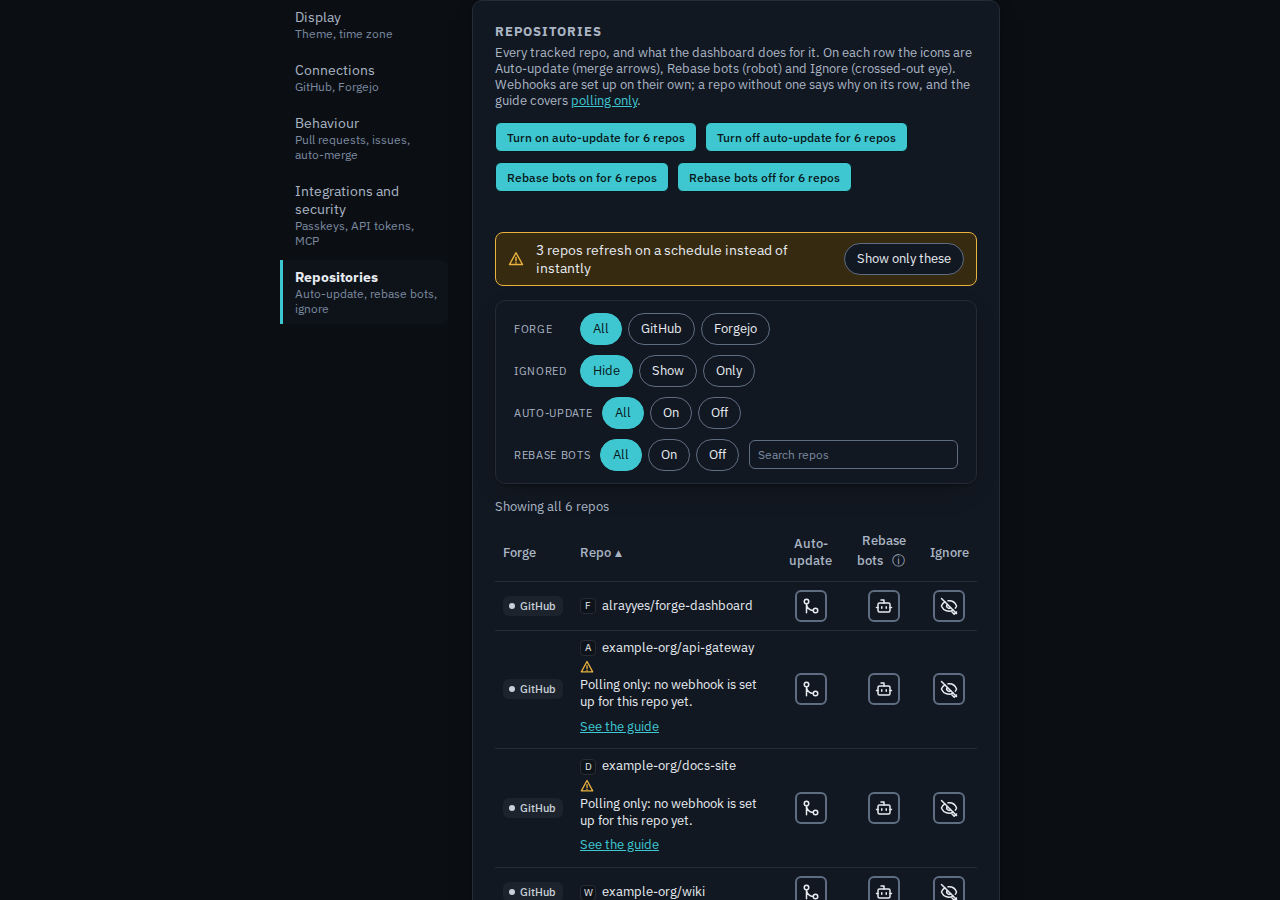 Display
Theme, time zone
Connections
GitHub, Forgejo
Behaviour
Pull requests, issues,
auto-merge
Integrations and
security
Passkeys, API tokens,
MCP
Repositories
Auto-update, rebase bots,
ignore
REPOSITORIES
Every tracked repo, and what the dashboard does for it. On each row the icons are
Auto-update (merge arrows), Rebase bots (robot) and Ignore (crossed-out eye).
Webhooks are set up on their own; a repo without one says why on its row, and the
guide covers polling only.
Turn on auto-update for 6 repos Turn off auto-update for 6 repos
Rebase bots on for 6 repos Rebase bots off for 6 repos
3 repos refresh on a schedule instead of
instantly
Show only these
FORGE All GitHub Forgejo
IGNORED Hide Show Only
AUTO-UPDATE All On Off
REBASE BOTS All On Off Search repos
Showing all 6 repos
Forge Repo ▲ Auto-
update Rebase
bots ⓘ Ignore
GitHub F alrayyes/forge-dashboard
GitHub A example-org/api-gateway
Polling only: no webhook is set
up for this repo yet.
See the guide
GitHub D example-org/docs-site
Polling only: no webhook is set
up for this repo yet.
See the guide
GitHub W example-org/wiki